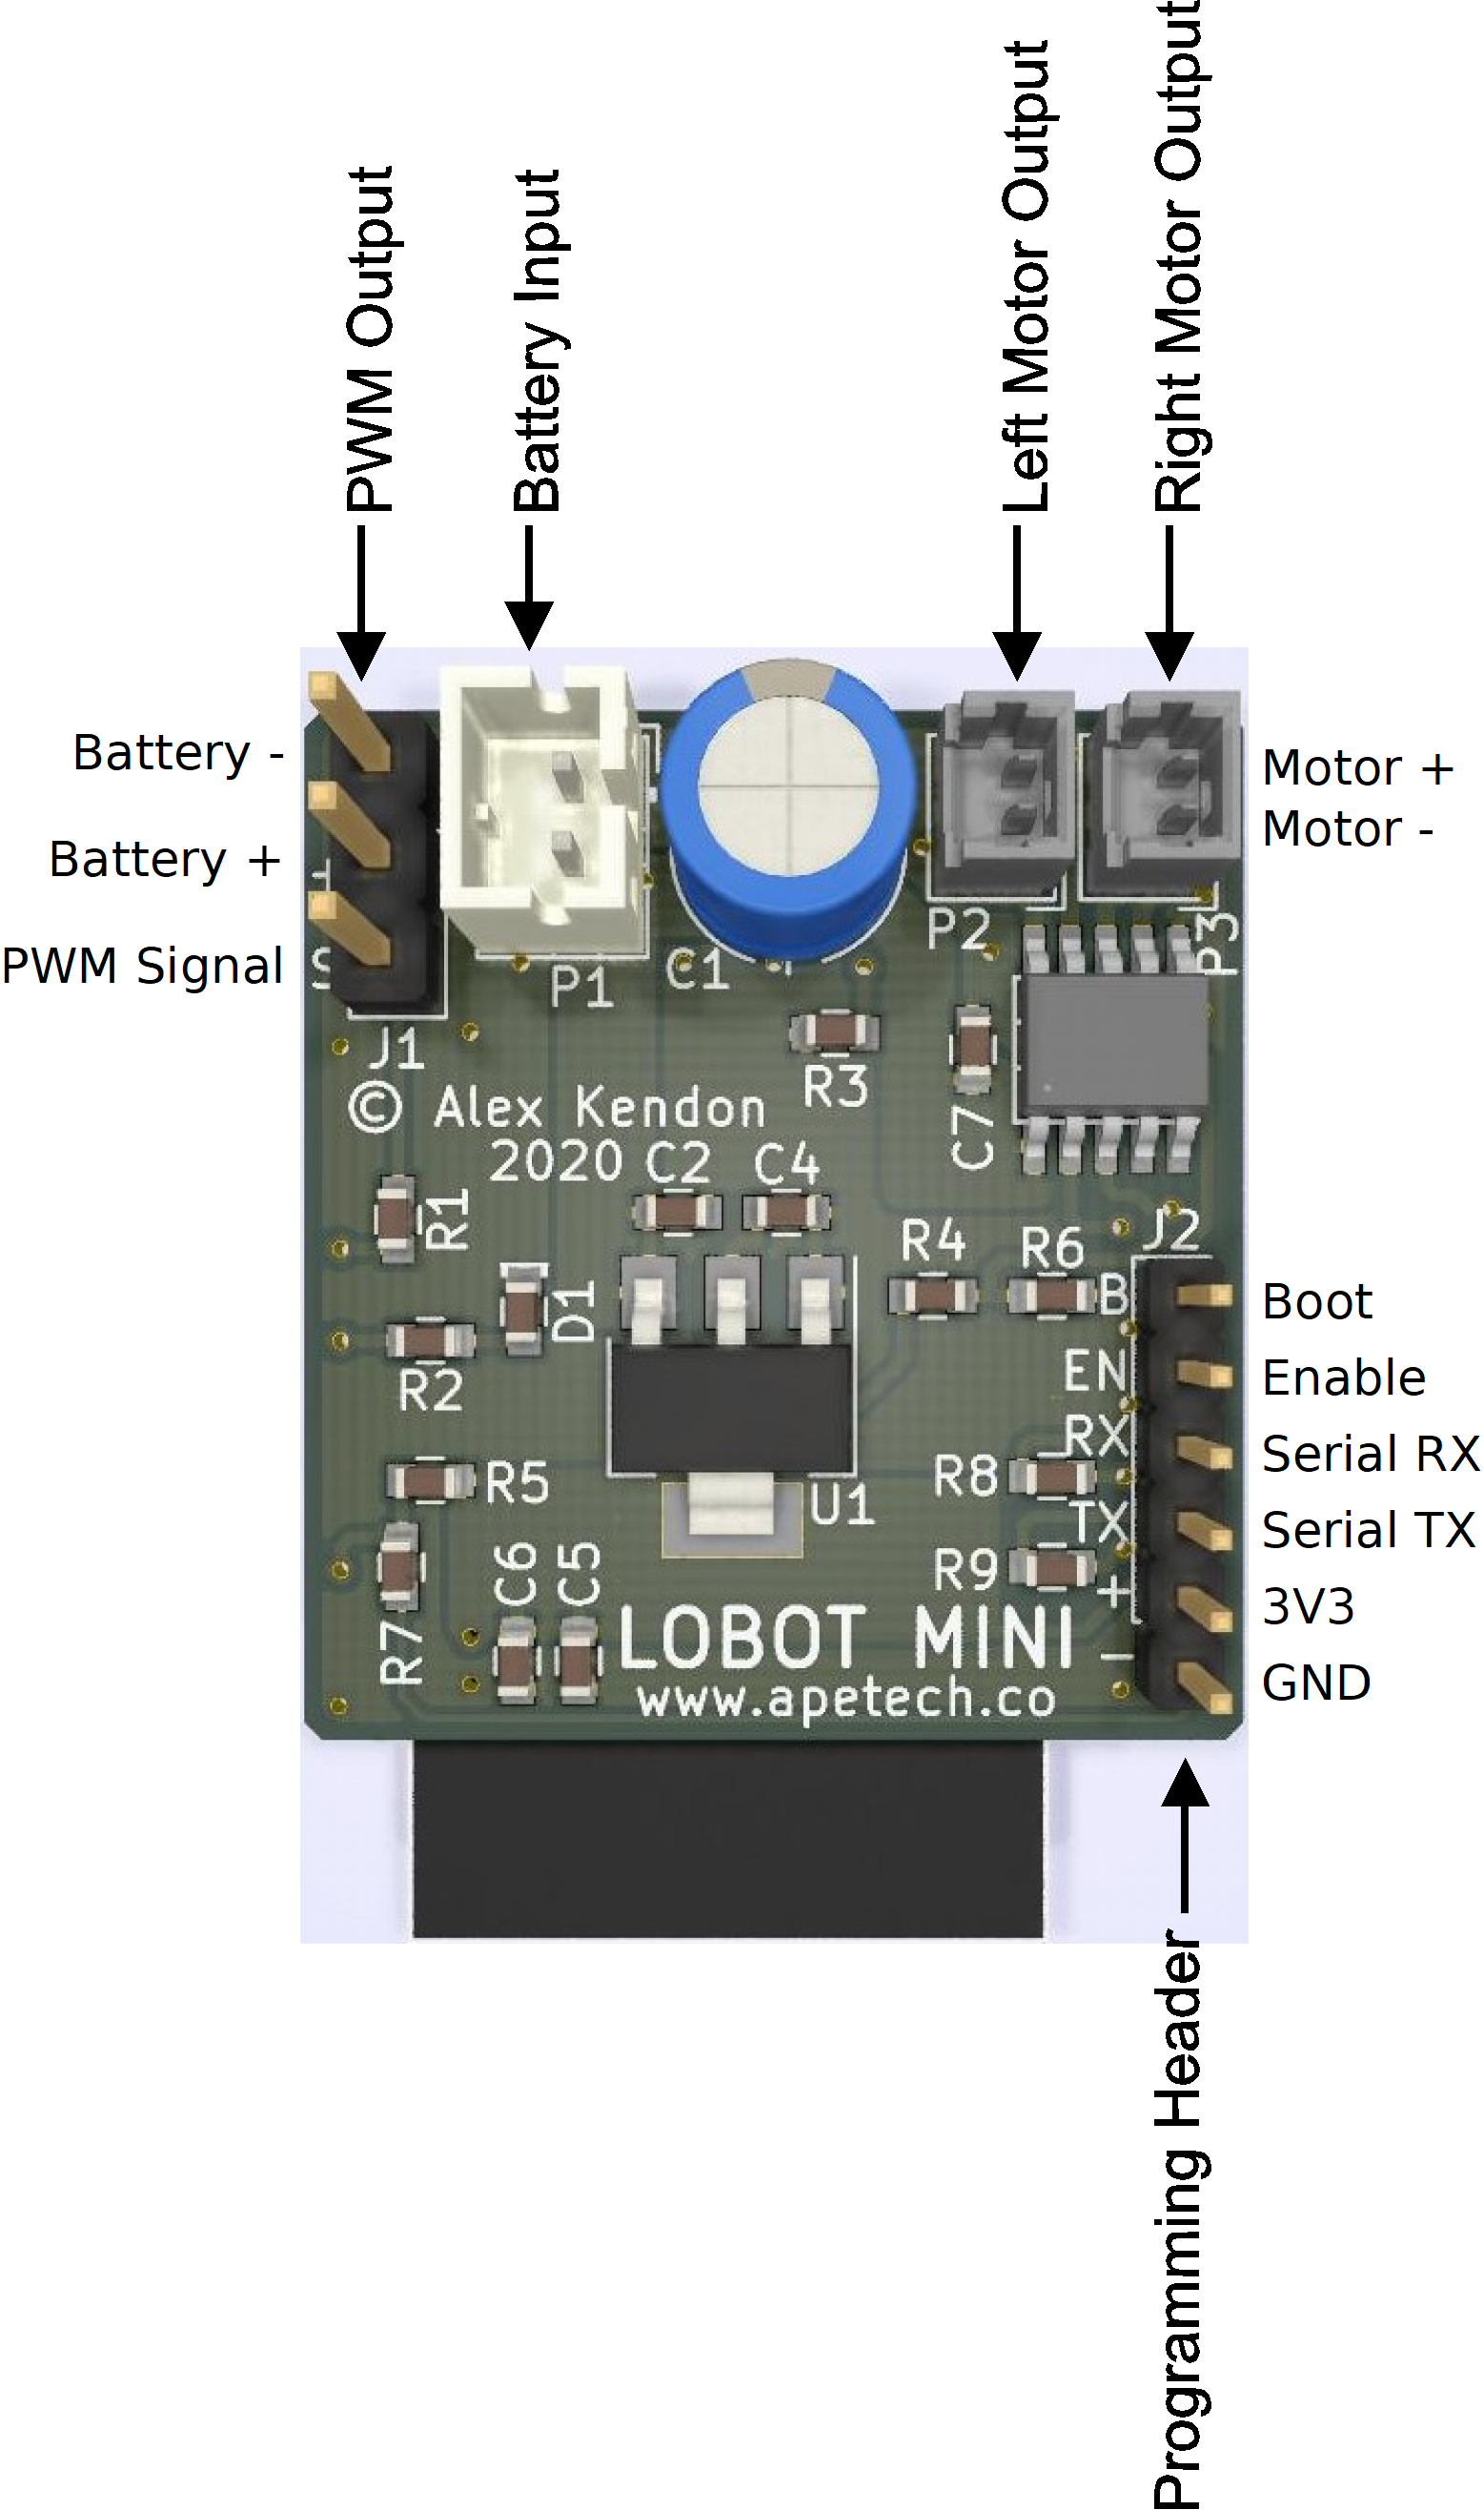 PWM Output
Battery Input
Left Motor Output
Right Motor Output
Battery -
Battery +
PWM Signal
Motor +
Motor -
P1
C1
P2
P3
J1
R3
C7
© Alex Kendon
2020
C2
C4
R1
D1
R2
R4
R6
J2
B
EN
RX
TX
+
-
Boot
Enable
Serial RX
Serial TX
3V3
GND
R5
R7
U1
R8
R9
C6
C5
LOBOT MINI
www.apetech.co
Programming Header